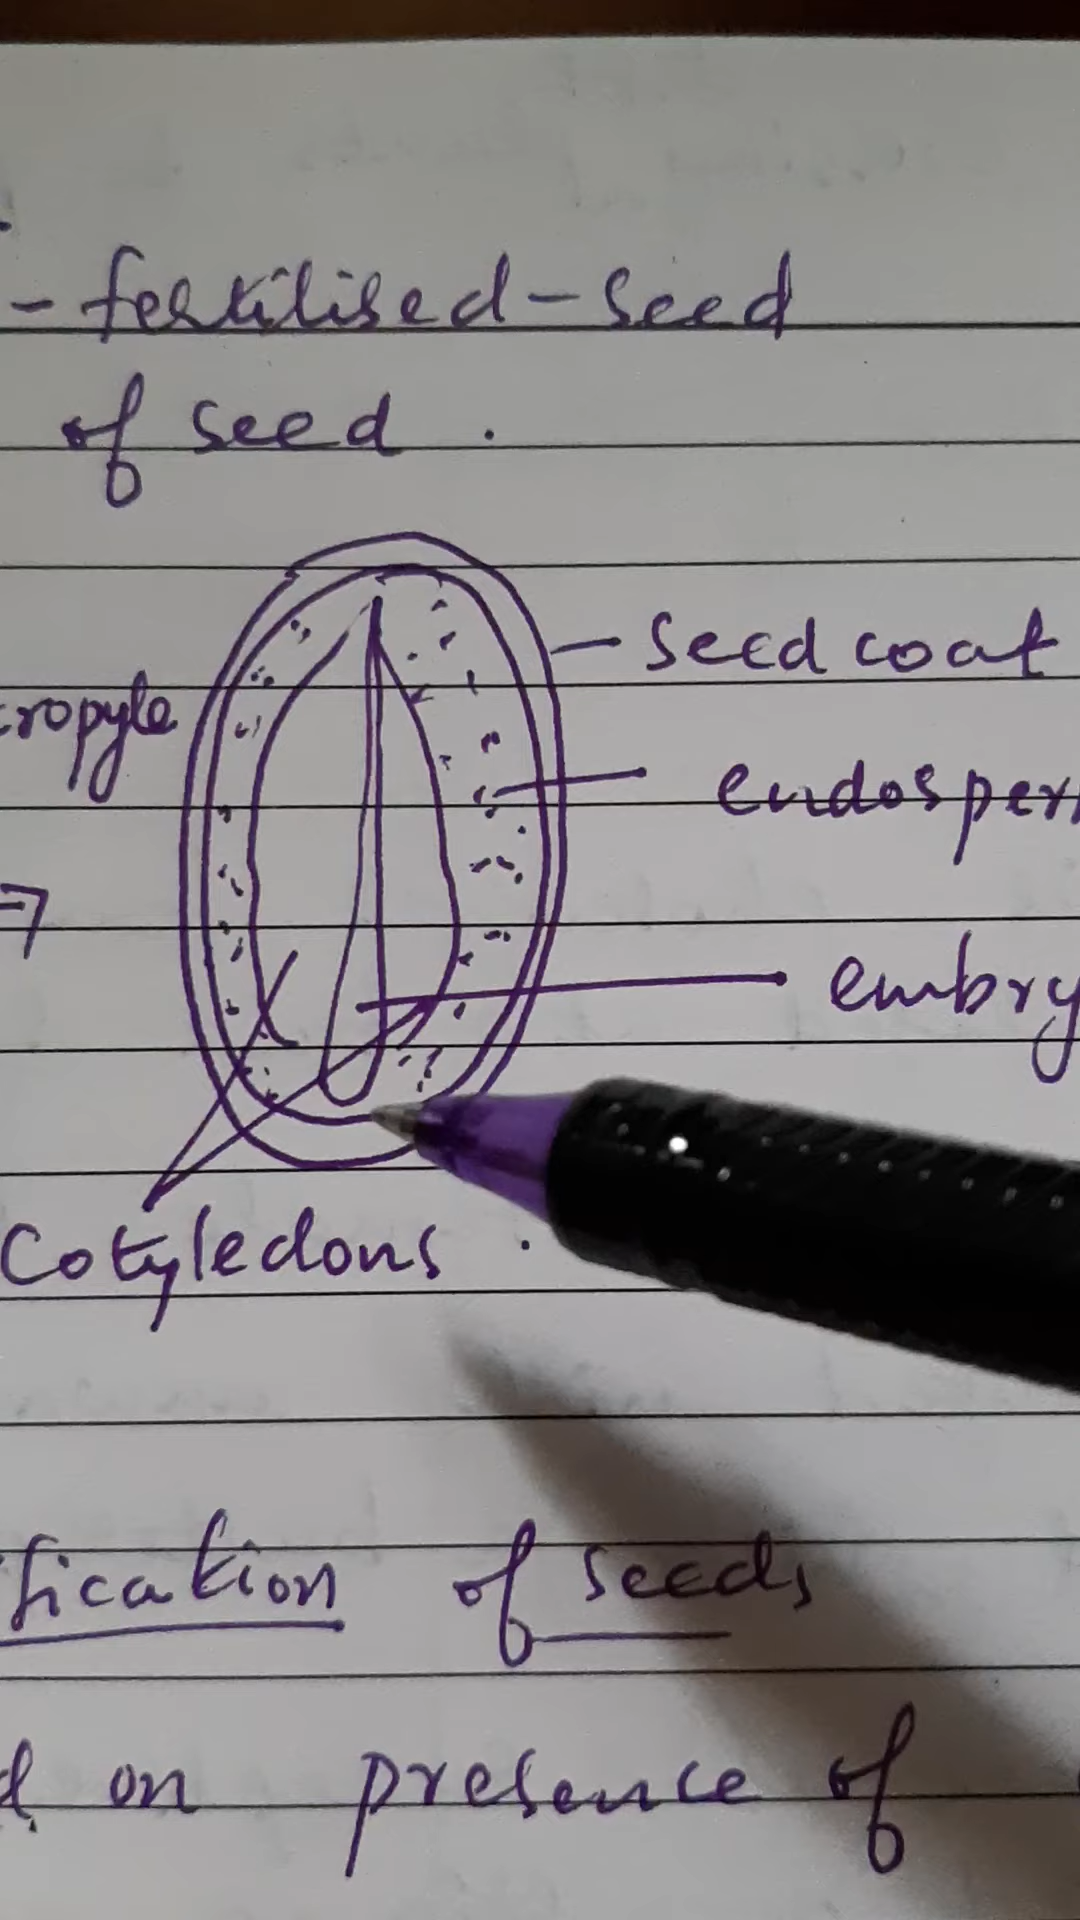 - fertilised - seed
of seed .
- seed coat
ropyle
endosper
embry
Cotyledons .
fication of seeds
on presence of